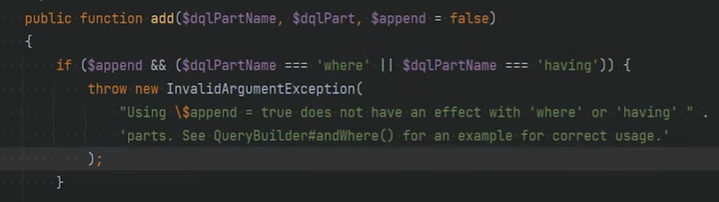 public function add($dqlPartName, $dqlPart, $append = false)
{
if ($append && ($dqlPartName === 'where' || $dqlPartName === 'having')) {
throw new InvalidArgumentException(
"Using \$append = true does not have an effect with 'where' or 'having' " .
'parts. See QueryBuilder#andWhere() for an example for correct usage.'
);
}